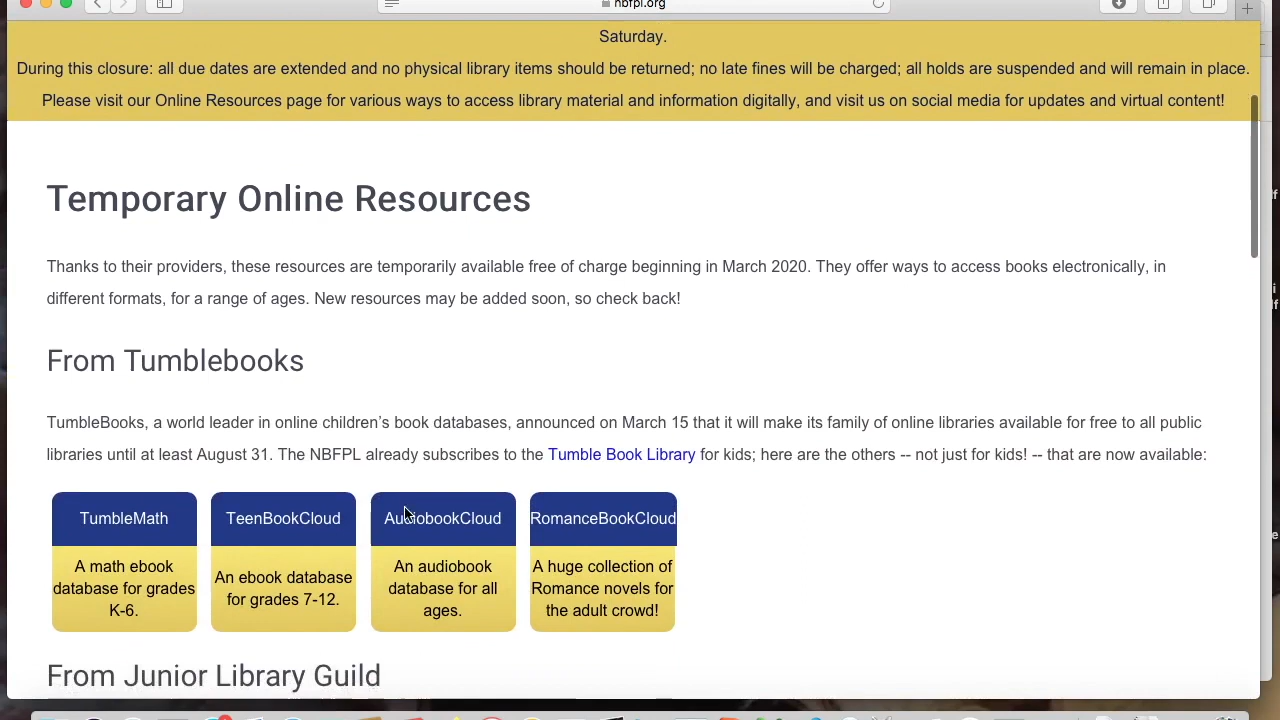 nbfpl.org
Saturday.
During this closure: all due dates are extended and no physical library items should be returned; no late fines will be charged; all holds are suspended and will remain in place.
Please visit our Online Resources page for various ways to access library material and information digitally, and visit us on social media for updates and virtual content!
Temporary Online Resources
Thanks to their providers, these resources are temporarily available free of charge beginning in March 2020. They offer ways to access books electronically, in
different formats, for a range of ages. New resources may be added soon, so check back!
From Tumblebooks
TumbleBooks, a world leader in online children's book databases, announced on March 15 that it will make its family of online libraries available for free to all public
libraries until at least August 31. The NBFPL already subscribes to the Tumble Book Library for kids; here are the others -- not just for kids! -- that are now available:
TumbleMath
A math ebook
database for grades
K-6.
TeenBookCloud
An ebook database
for grades 7-12.
AudiobookCloud
An audiobook
database for all
ages.
RomanceBookCloud
A huge collection of
Romance novels for
the adult crowd!
From Junior Library Guild